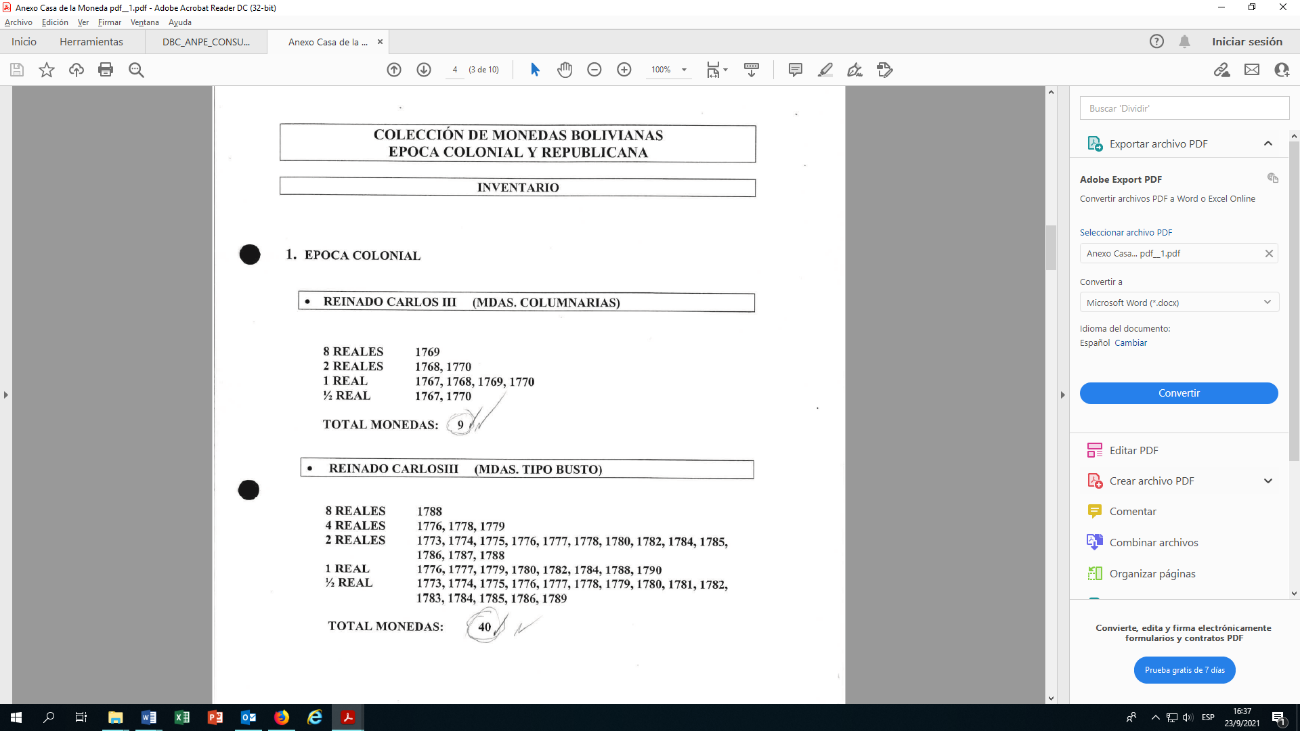 Anexo Casa de la Moneda pdf__1.pdf - Adobe Acrobat Reader DC (32-bit)
Archivo Edición Ver Firmar Ventana Ayuda
Inicio Herramientas DBC_ANPE_CONSU... Anexo Casa de la ... × Iniciar sesión
4 (3 de 10) 100%
COLECCIÓN DE MONEDAS BOLIVIANAS
EPOCA COLONIAL Y REPUBLICANA
INVENTARIO
1. EPOCA COLONIAL
• REINADO CARLOS III (MDAS. COLUMNARIAS)
8 REALES 1769
2 REALES 1768, 1770
1 REAL 1767, 1768, 1769, 1770
½ REAL 1767, 1770
TOTAL MONEDAS: 9
• REINADO CARLOSIII (MDAS. TIPO BUSTO)
8 REALES 1788
4 REALES 1776, 1778, 1779
2 REALES 1773, 1774, 1775, 1776, 1777, 1778, 1780, 1782, 1784, 1785,
1786, 1787, 1788
1 REAL 1776, 1777, 1779, 1780, 1782, 1784, 1788, 1790
½ REAL 1773, 1774, 1775, 1776, 1777, 1778, 1779, 1780, 1781, 1782,
1783, 1784, 1785, 1786, 1789
TOTAL MONEDAS: 40
Buscar 'Dividir'
Exportar archivo PDF
Adobe Export PDF
Convertir archivos PDF a Word o Excel Online
Seleccionar archivo PDF
Anexo Casa... pdf__1.pdf
Convertir a
Microsoft Word (*.docx)
Idioma del documento:
Español Cambiar
Convertir
Editar PDF
Crear archivo PDF
Comentar
Combinar archivos
Organizar páginas
Convierte, edita y firma electrónicamente
formularios y contratos PDF
Prueba gratis de 7 días
ESP
16:37
23/9/2021
1